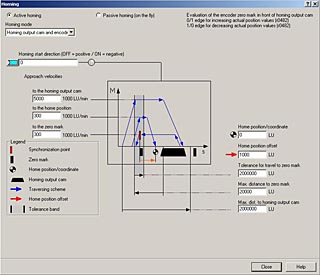 Homing
Active homing
Passive homing (on the fly)
Homing mode
Homing output cam and encode
Evaluation of the encoder zero mark in front of homing output cam
0/1 edge for increasing actual position values (r0482)
1/0 edge for decreasing actual position values (r0482)
Homing start direction (OFF = positive / ON = negative)
0
Approach velocities
to the homing output cam
5000
1000 LU/min
to the home position
300
1000 LU/min
to the zero mark
300
1000 LU/min
M
s
Legend
Synchronization point
Zero mark
Home position/coordinate
Homing output cam
Traversing scheme
Home position offset
Tolerance band
Home position/coordinate
0
LU
Home position offset
1000
LU
Tolerance for travel to zero mark
2000000
LU
Max. distance to zero mark
20000
LU
Max. dist. to homing output cam
2000000
LU
Close
Help